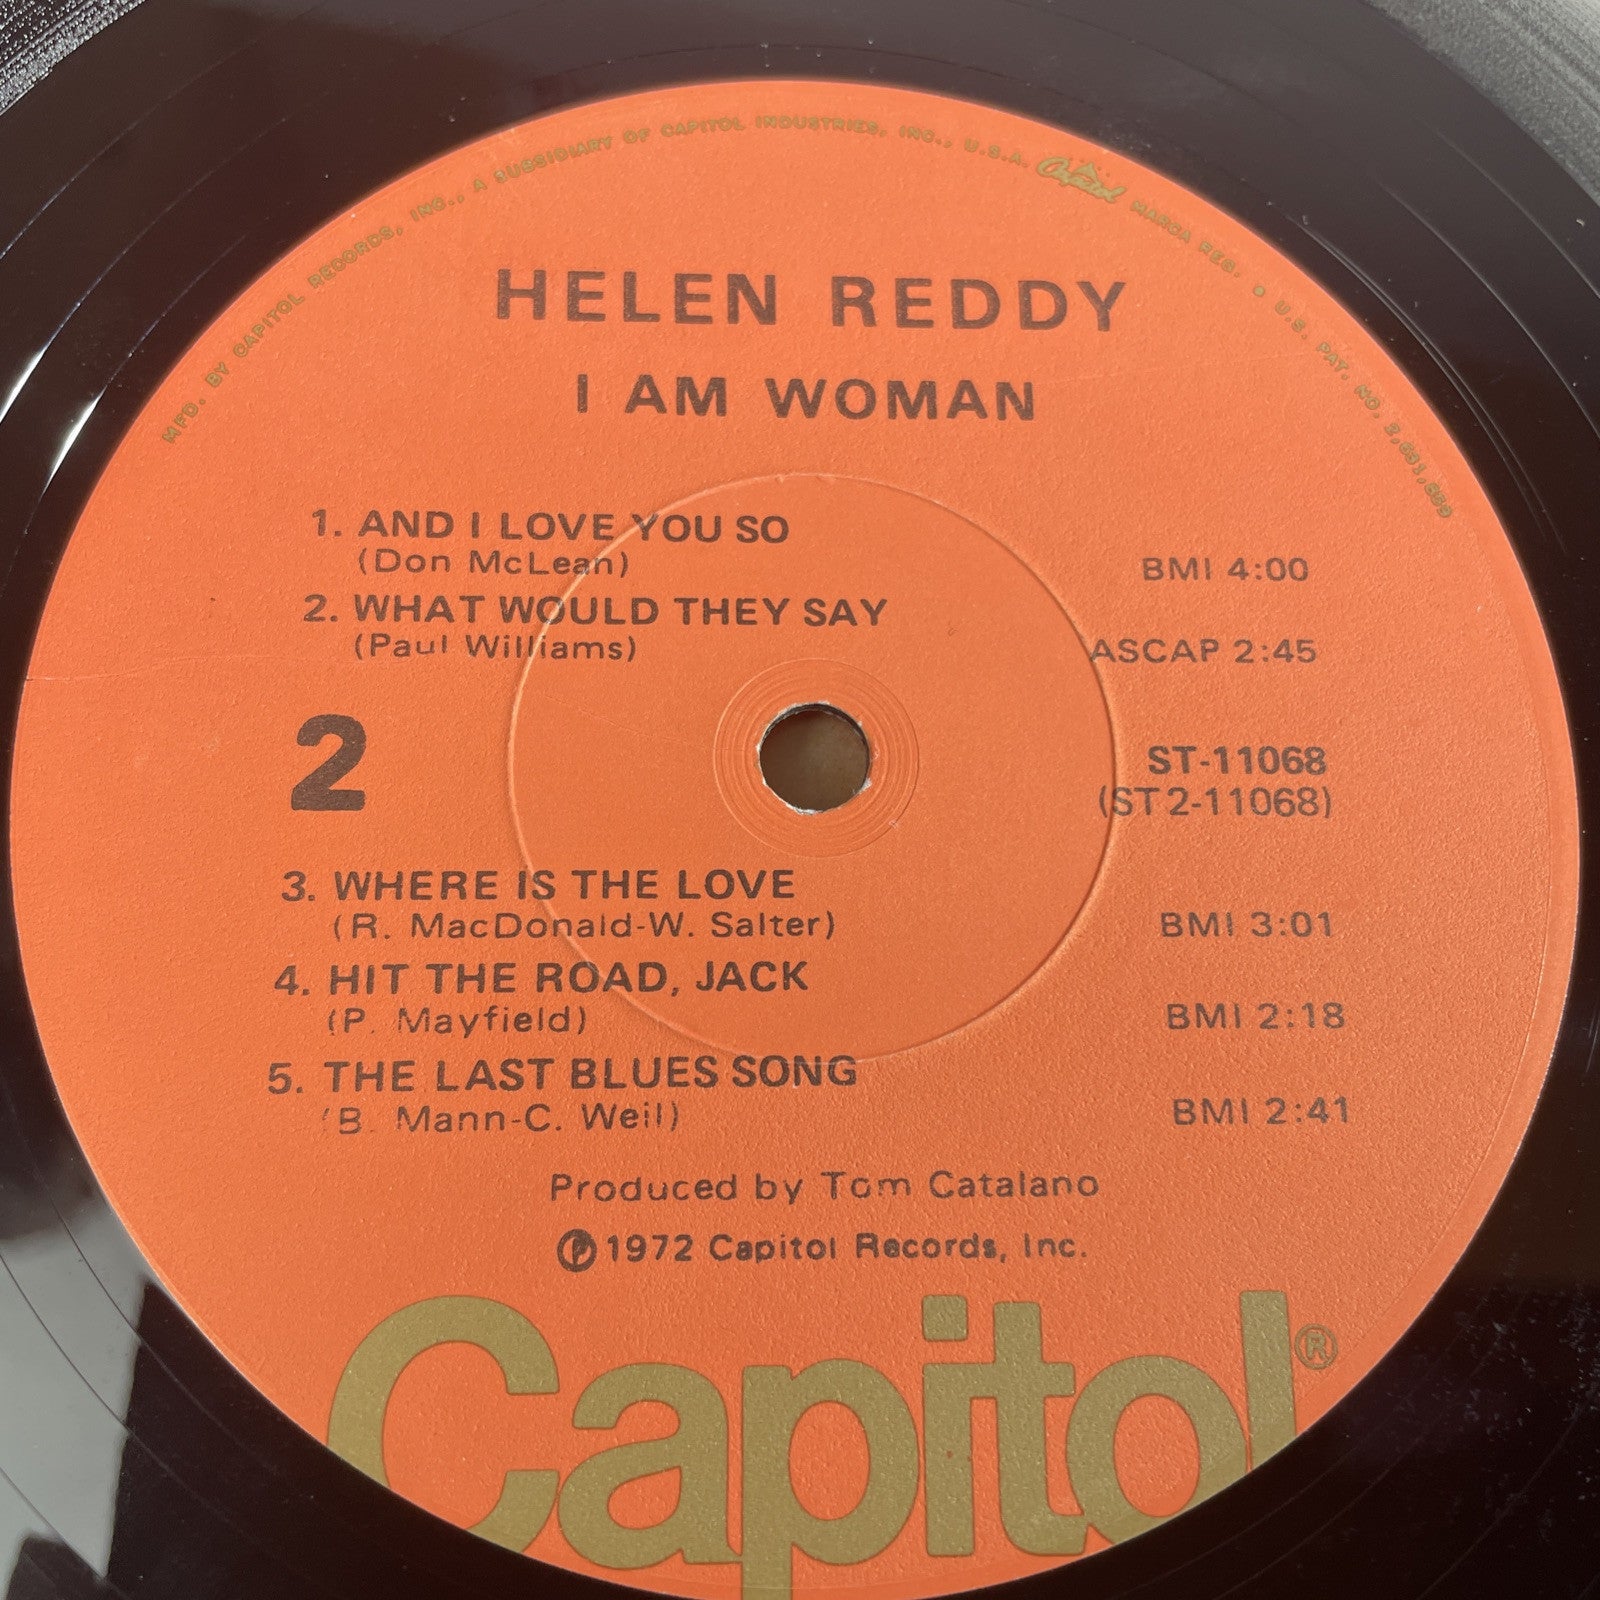 MFD. BY CAPITOL RECORDS, INC., A SUBSIDIARY OF CAPITOL INDUSTRIES, INC., U.S.A. Capitol MARCA REG. • U.S. PAT. NO. 2,631,859
HELEN REDDY
I AM WOMAN
1. AND I LOVE YOU SO
(Don McLean) BMI 4:00
2. WHAT WOULD THEY SAY
(Paul Williams) ASCAP 2:45
2 ST-11068
(ST2-11068)
3. WHERE IS THE LOVE
(R. MacDonald-W. Salter) BMI 3:01
4. HIT THE ROAD, JACK
(P. Mayfield) BMI 2:18
5. THE LAST BLUES SONG
(B. Mann-C. Weil) BMI 2:41
Produced by Tom Catalano
℗1972 Capitol Records, Inc.
Capitol®